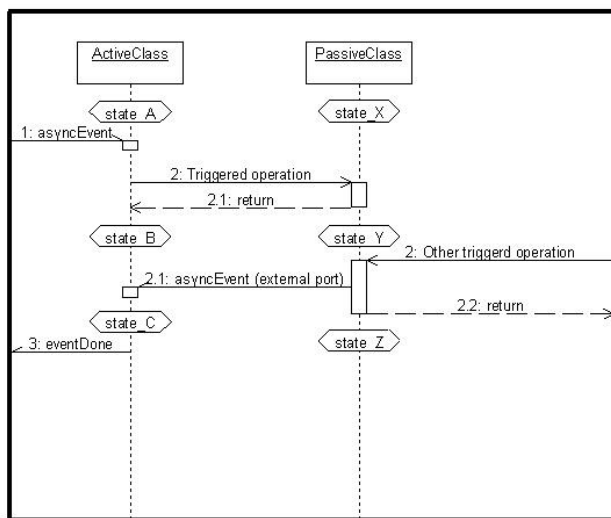 ActiveClass
PassiveClass
state_A
state_X
1: asyncEvent
2: Triggered operation
2.1: return
state_B
state_Y
2: Other triggerd operation
2.1: asyncEvent (external port)
2.2: return
state_C
state_Z
3: eventDone